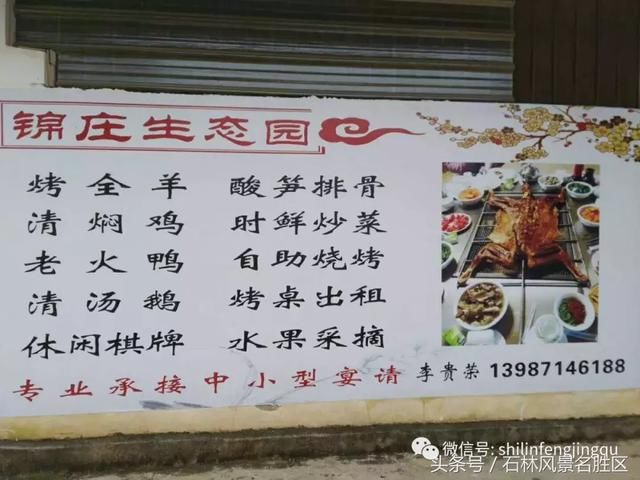 锦庄生态园
烤全羊 酸笋排骨
清焖鸡 时鲜炒菜
老火鸭 自助烧烤
清汤鹅 烤桌出租
休闲棋牌 水果采摘
专业承接中小型宴请 李贵荣 13987146188
微信号: shilinfengjingqu
头条号 / 石林风景名胜区